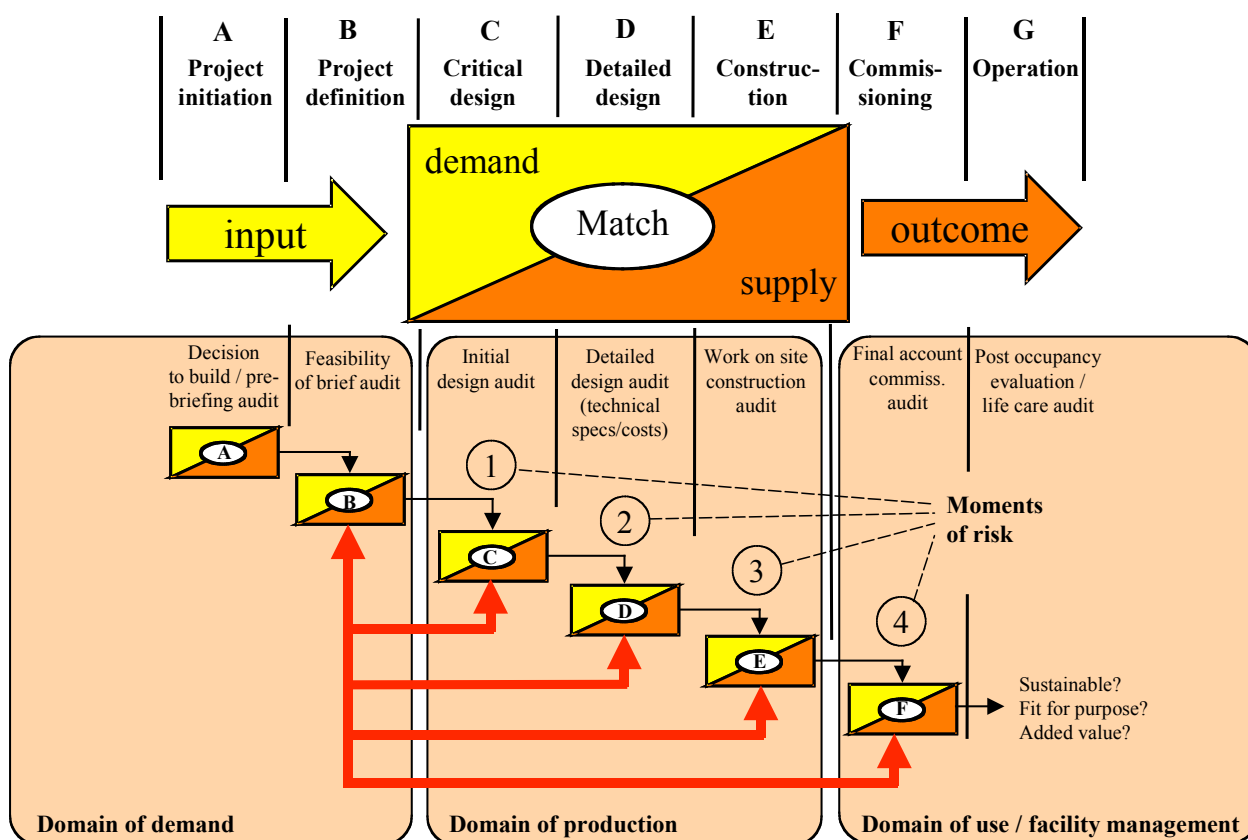 A
Project
initiation
B
Project
definition
C
Critical
design
D
Detailed
design
E
Construc-
tion
F
Commis-
sioning
G
Operation
demand
input
Match
outcome
supply
Decision
to build / pre-
briefing audit
Feasibility
of brief audit
Initial
design audit
Detailed
design audit
(technical
specs/costs)
Work on site
construction
audit
Final account
commiss.
audit
Post occupancy
evaluation /
life care audit
A
B
C
D
E
F
1
2
3
4
Moments
of risk
Sustainable?
Fit for purpose?
Added value?
Domain of demand
Domain of production
Domain of use / facility management